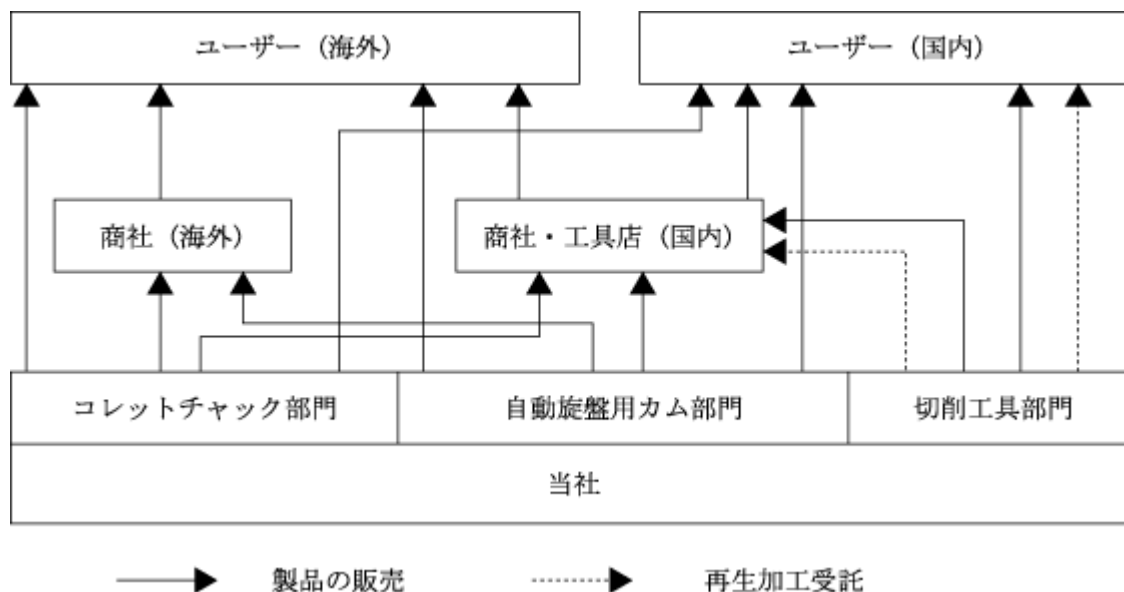 ユーザー（海外）
ユーザー（国内）
商社（海外）
商社・工具店（国内）
コレットチャック部門
自動旋盤用カム部門
切削工具部門
当社
製品の販売
再生加工受託